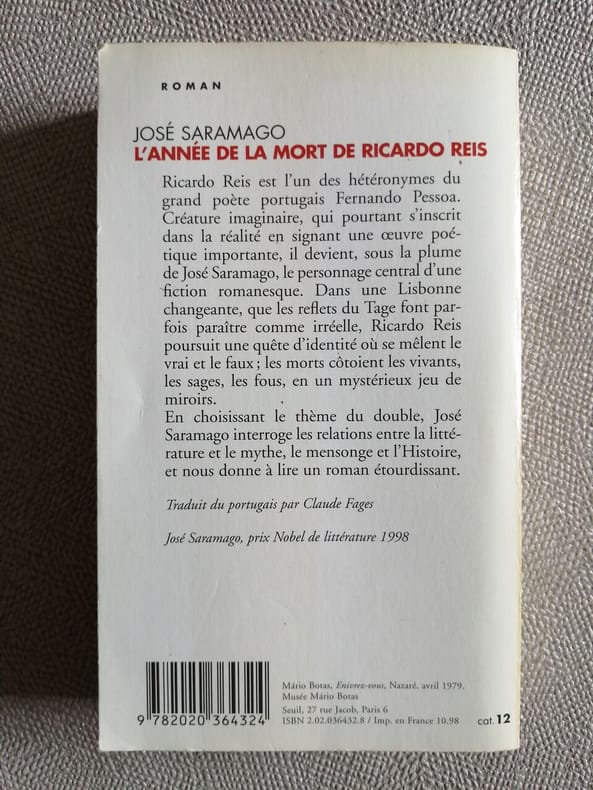 ROMAN
JOSÉ SARAMAGO
L'ANNÉE DE LA MORT DE RICARDO REIS
Ricardo Reis est l'un des hétéronymes du
grand poète portugais Fernando Pessoa.
Créature imaginaire, qui pourtant s'inscrit
dans la réalité en signant une œuvre poé-
tique importante, il devient, sous la plume
de José Saramago, le personnage central d'une
fiction romanesque. Dans une Lisbonne
changeante, que les reflets du Tage font par-
fois paraître comme irréelle, Ricardo Reis
poursuit une quête d'identité où se mêlent le
vrai et le faux ; les morts côtoient les vivants,
les sages, les fous, en un mystérieux jeu de
miroirs.
En choisissant le thème du double, José
Saramago interroge les relations entre la litté-
rature et le mythe, le mensonge et l'Histoire,
et nous donne à lire un roman étourdissant.
Traduit du portugais par Claude Fages
José Saramago, prix Nobel de littérature 1998
Mário Botas, Enivrez-vous, Nazaré, avril 1979,
Musée Mário Botas
Seuil, 27 rue Jacob, Paris 6
ISBN 2.02.036432.8 / Imp. en France 10.98
cat. 12
9 782020 364324